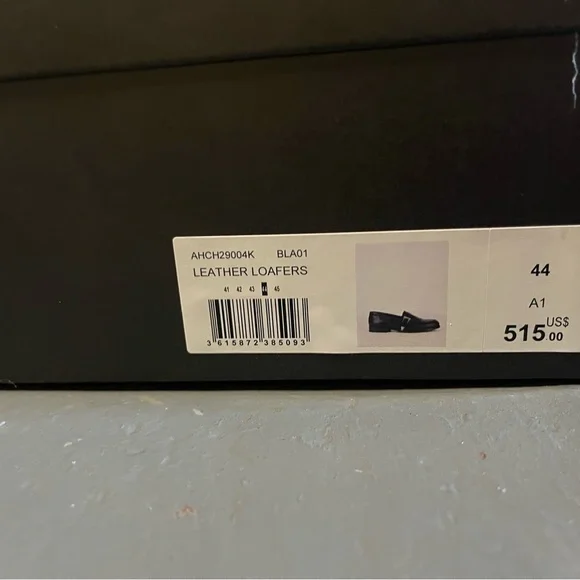 AHCH29004K BLA01
LEATHER LOAFERS
41 42 43 44 45
3 615872 385093
44
A1
US$
515.00